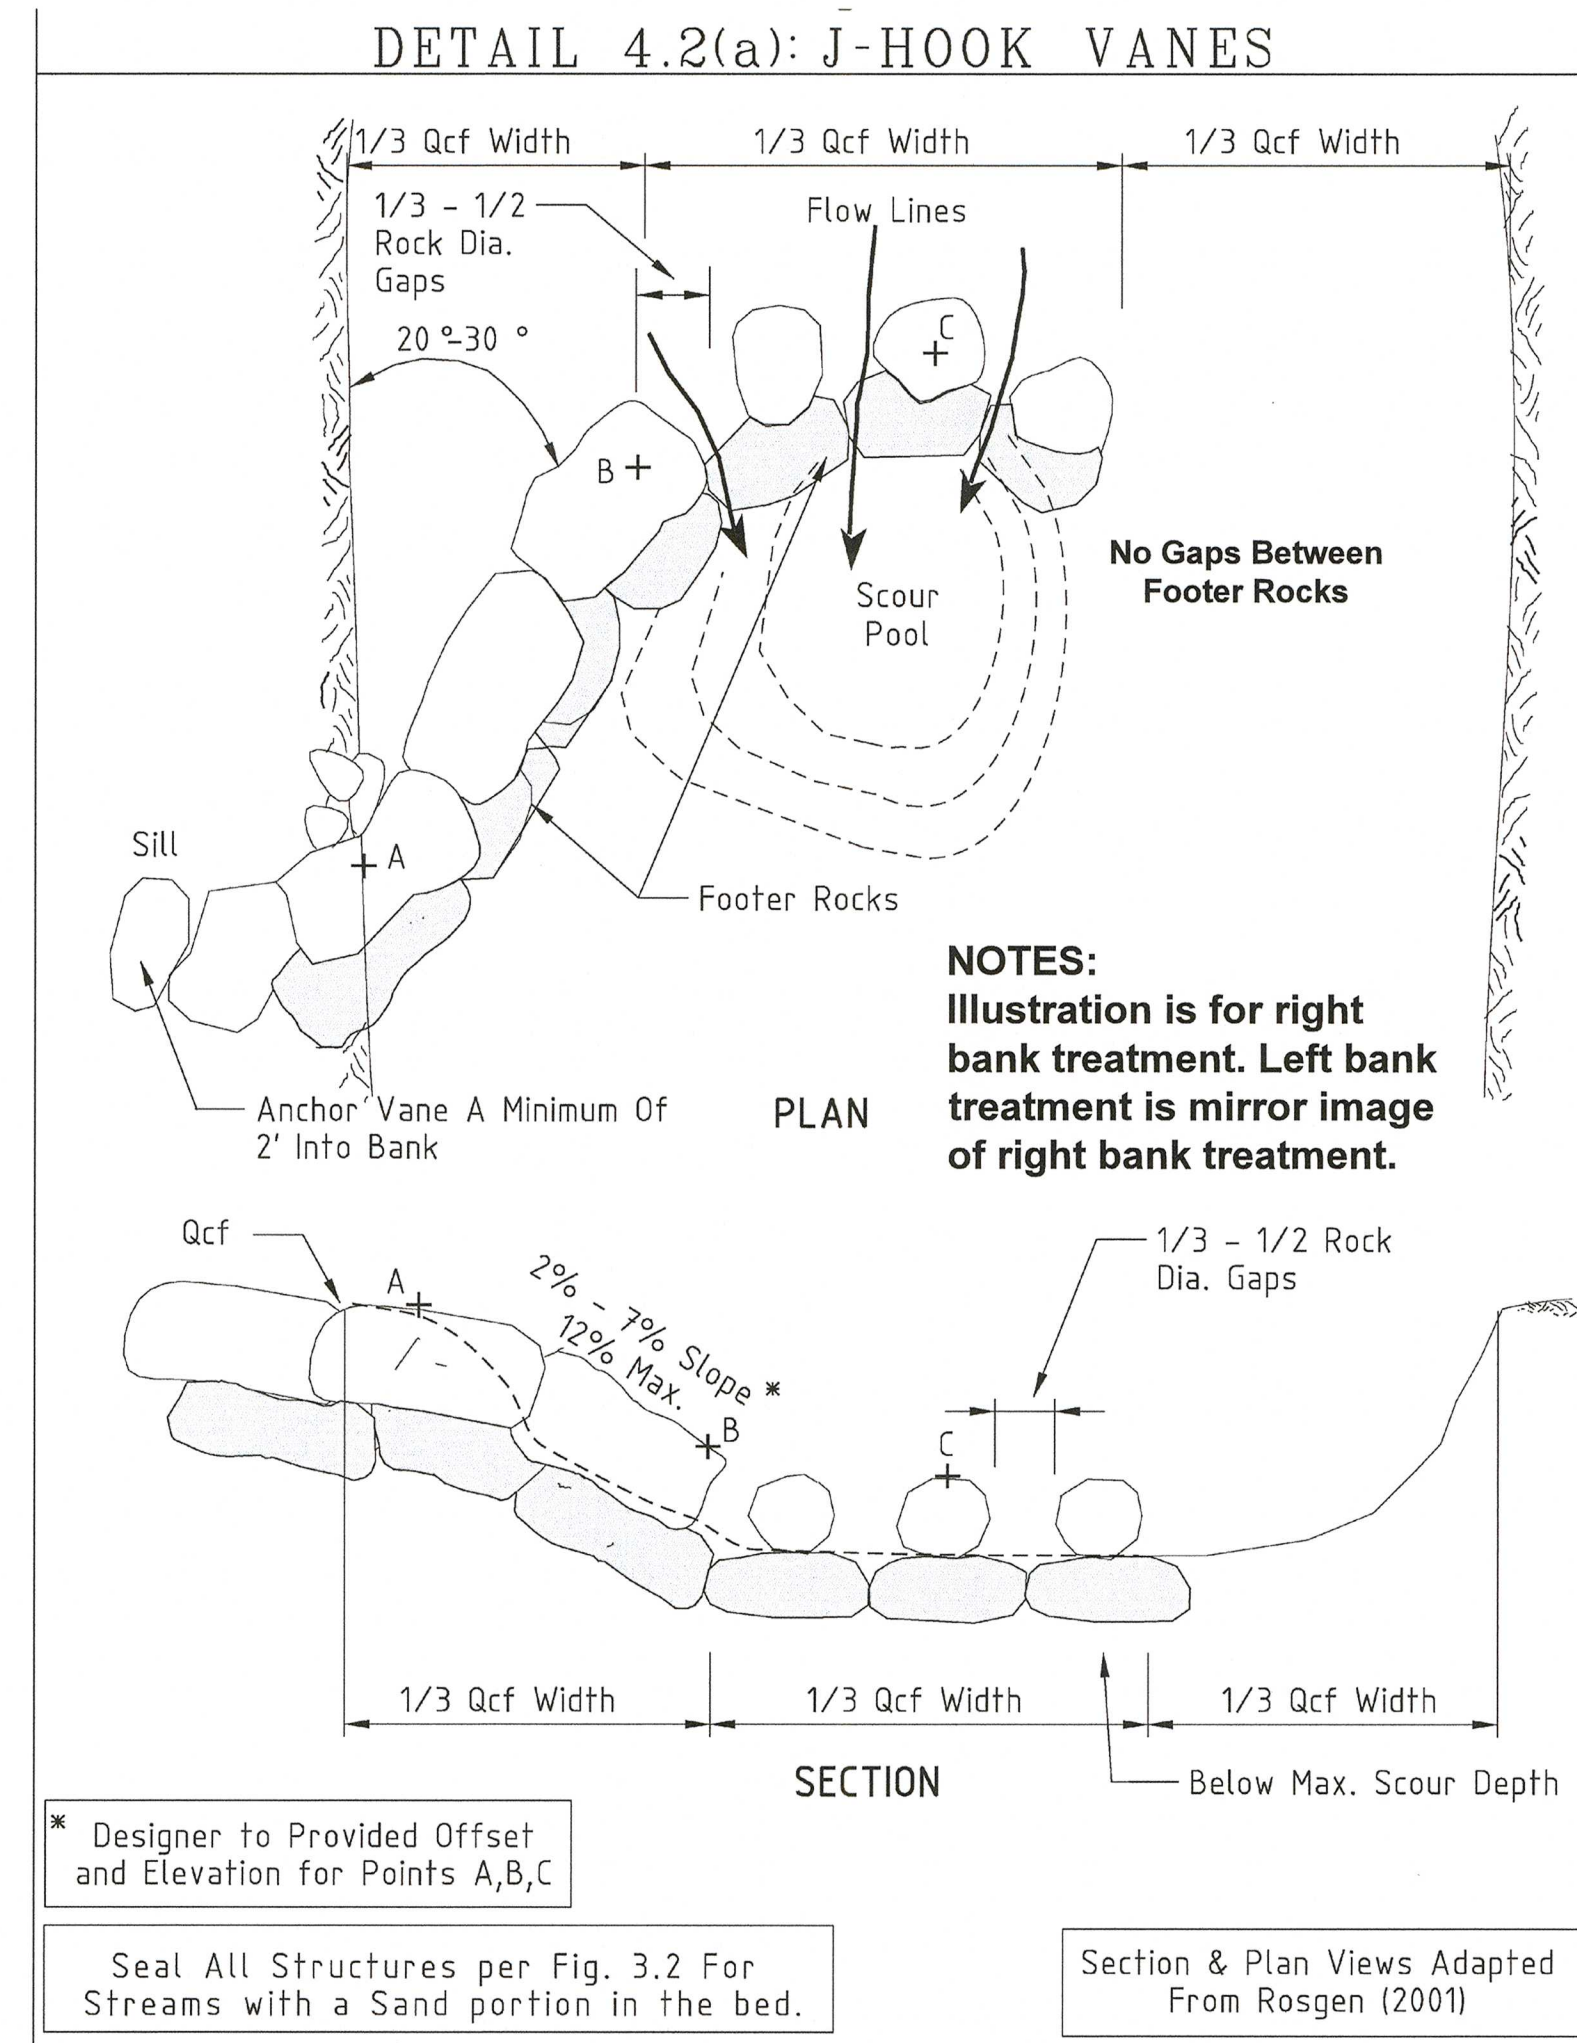 DETAIL 4.2(a): J-HOOK VANES
1/3 Qcf Width
1/3 Qcf Width
1/3 Qcf Width
1/3 - 1/2
Rock Dia.
Gaps
Flow Lines
20°-30°
C
B
No Gaps Between
Footer Rocks
Scour
Pool
Sill
A
Footer Rocks
NOTES:
Illustration is for right
bank treatment. Left bank
treatment is mirror image
of right bank treatment.
Anchor Vane A Minimum Of
2' Into Bank
PLAN
Qcf
A
2% - 7% Slope *
12% Max.
B
C
1/3 - 1/2 Rock
Dia. Gaps
1/3 Qcf Width
1/3 Qcf Width
1/3 Qcf Width
SECTION
Below Max. Scour Depth
* Designer to Provided Offset
and Elevation for Points A,B,C
Seal All Structures per Fig. 3.2 For
Streams with a Sand portion in the bed.
Section & Plan Views Adapted
From Rosgen (2001)